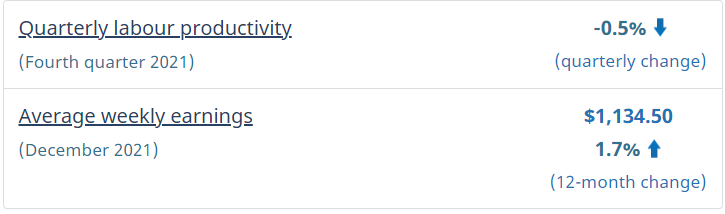 Quarterly labour productivity
-0.5%
(Fourth quarter 2021)
(quarterly change)
Average weekly earnings
$1,134.50
(December 2021)
1.7%
(12-month change)